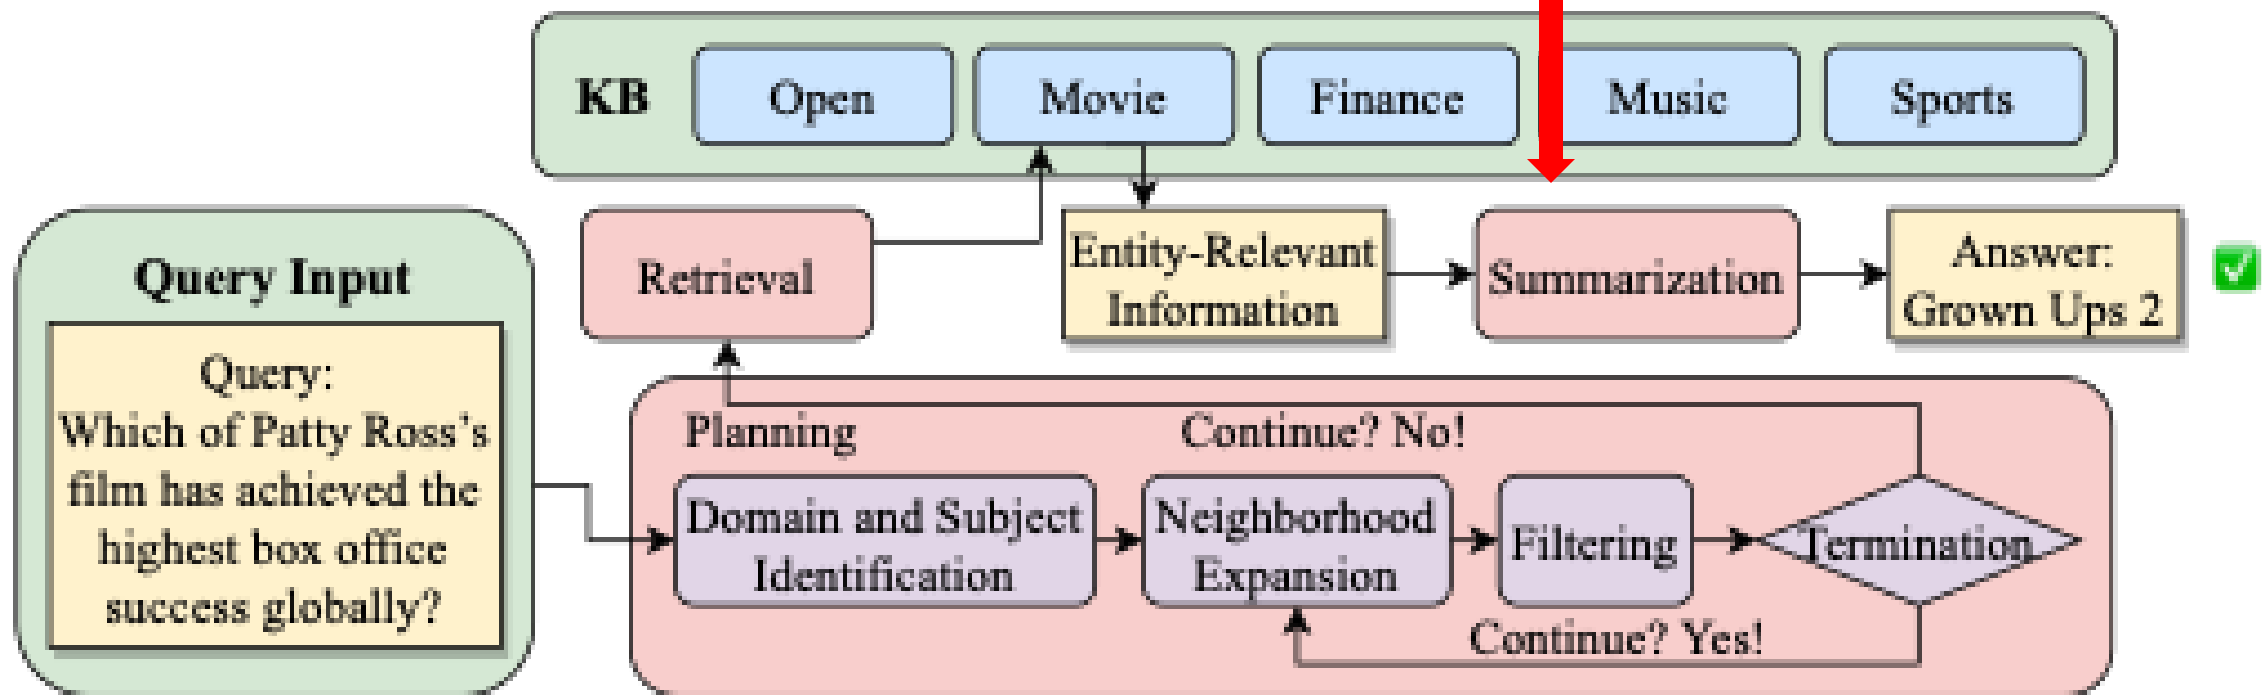 KB
Open
Movie
Finance
Music
Sports
Query Input
Query:
Which of Patty Ross's
film has achieved the
highest box office
success globally?
Retrieval
Entity-Relevant
Information
Summarization
Answer:
Grown Ups 2
Planning
Continue? No!
Domain and Subject
Identification
Neighborhood
Expansion
Filtering
Termination
Continue? Yes!